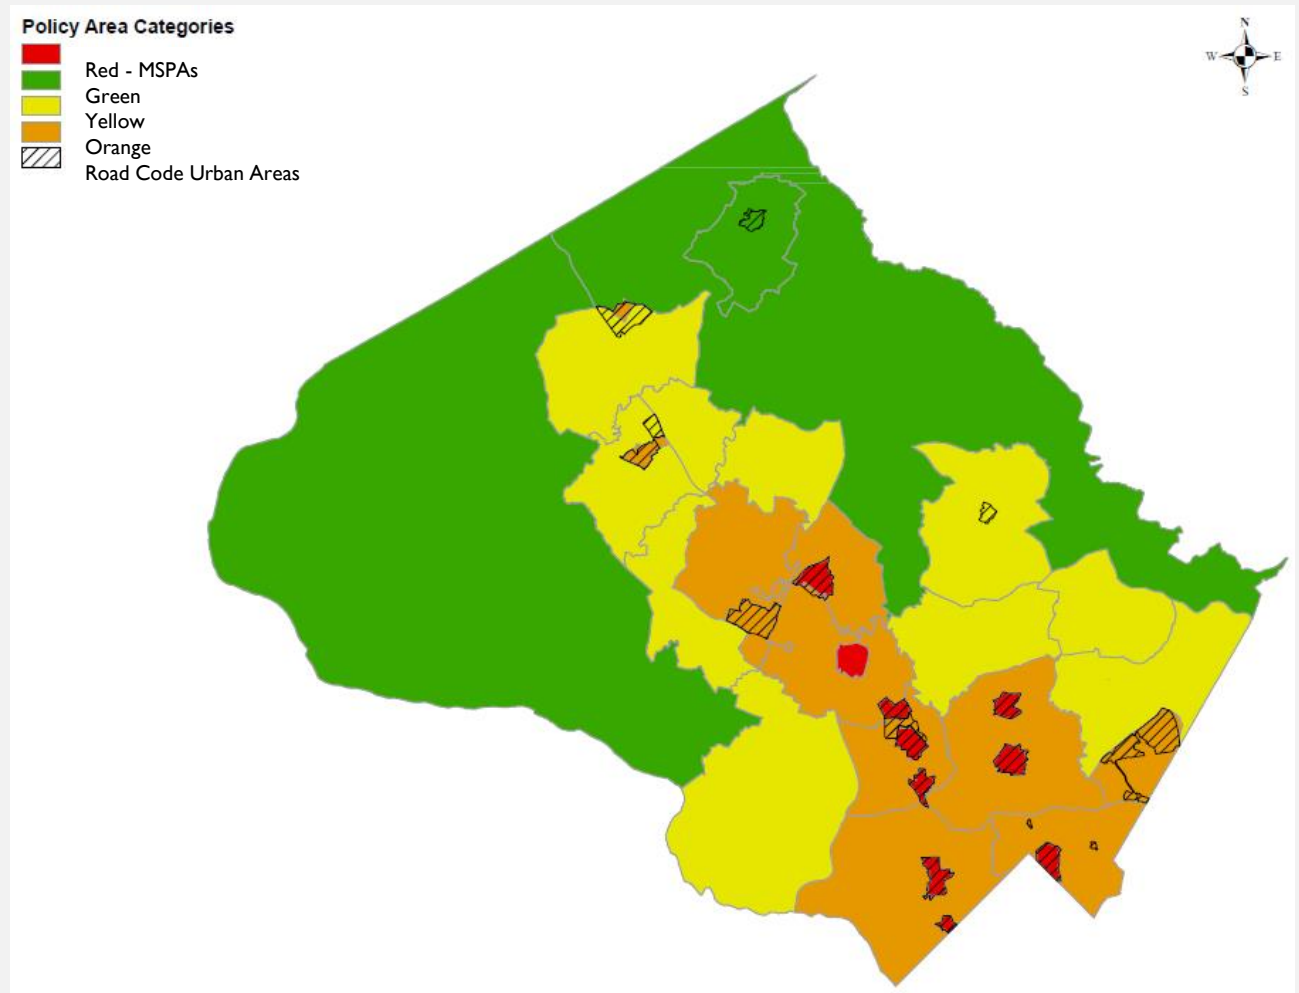 Policy Area Categories
Red - MSPAs
Green
Yellow
Orange
Road Code Urban Areas
N
W E
S